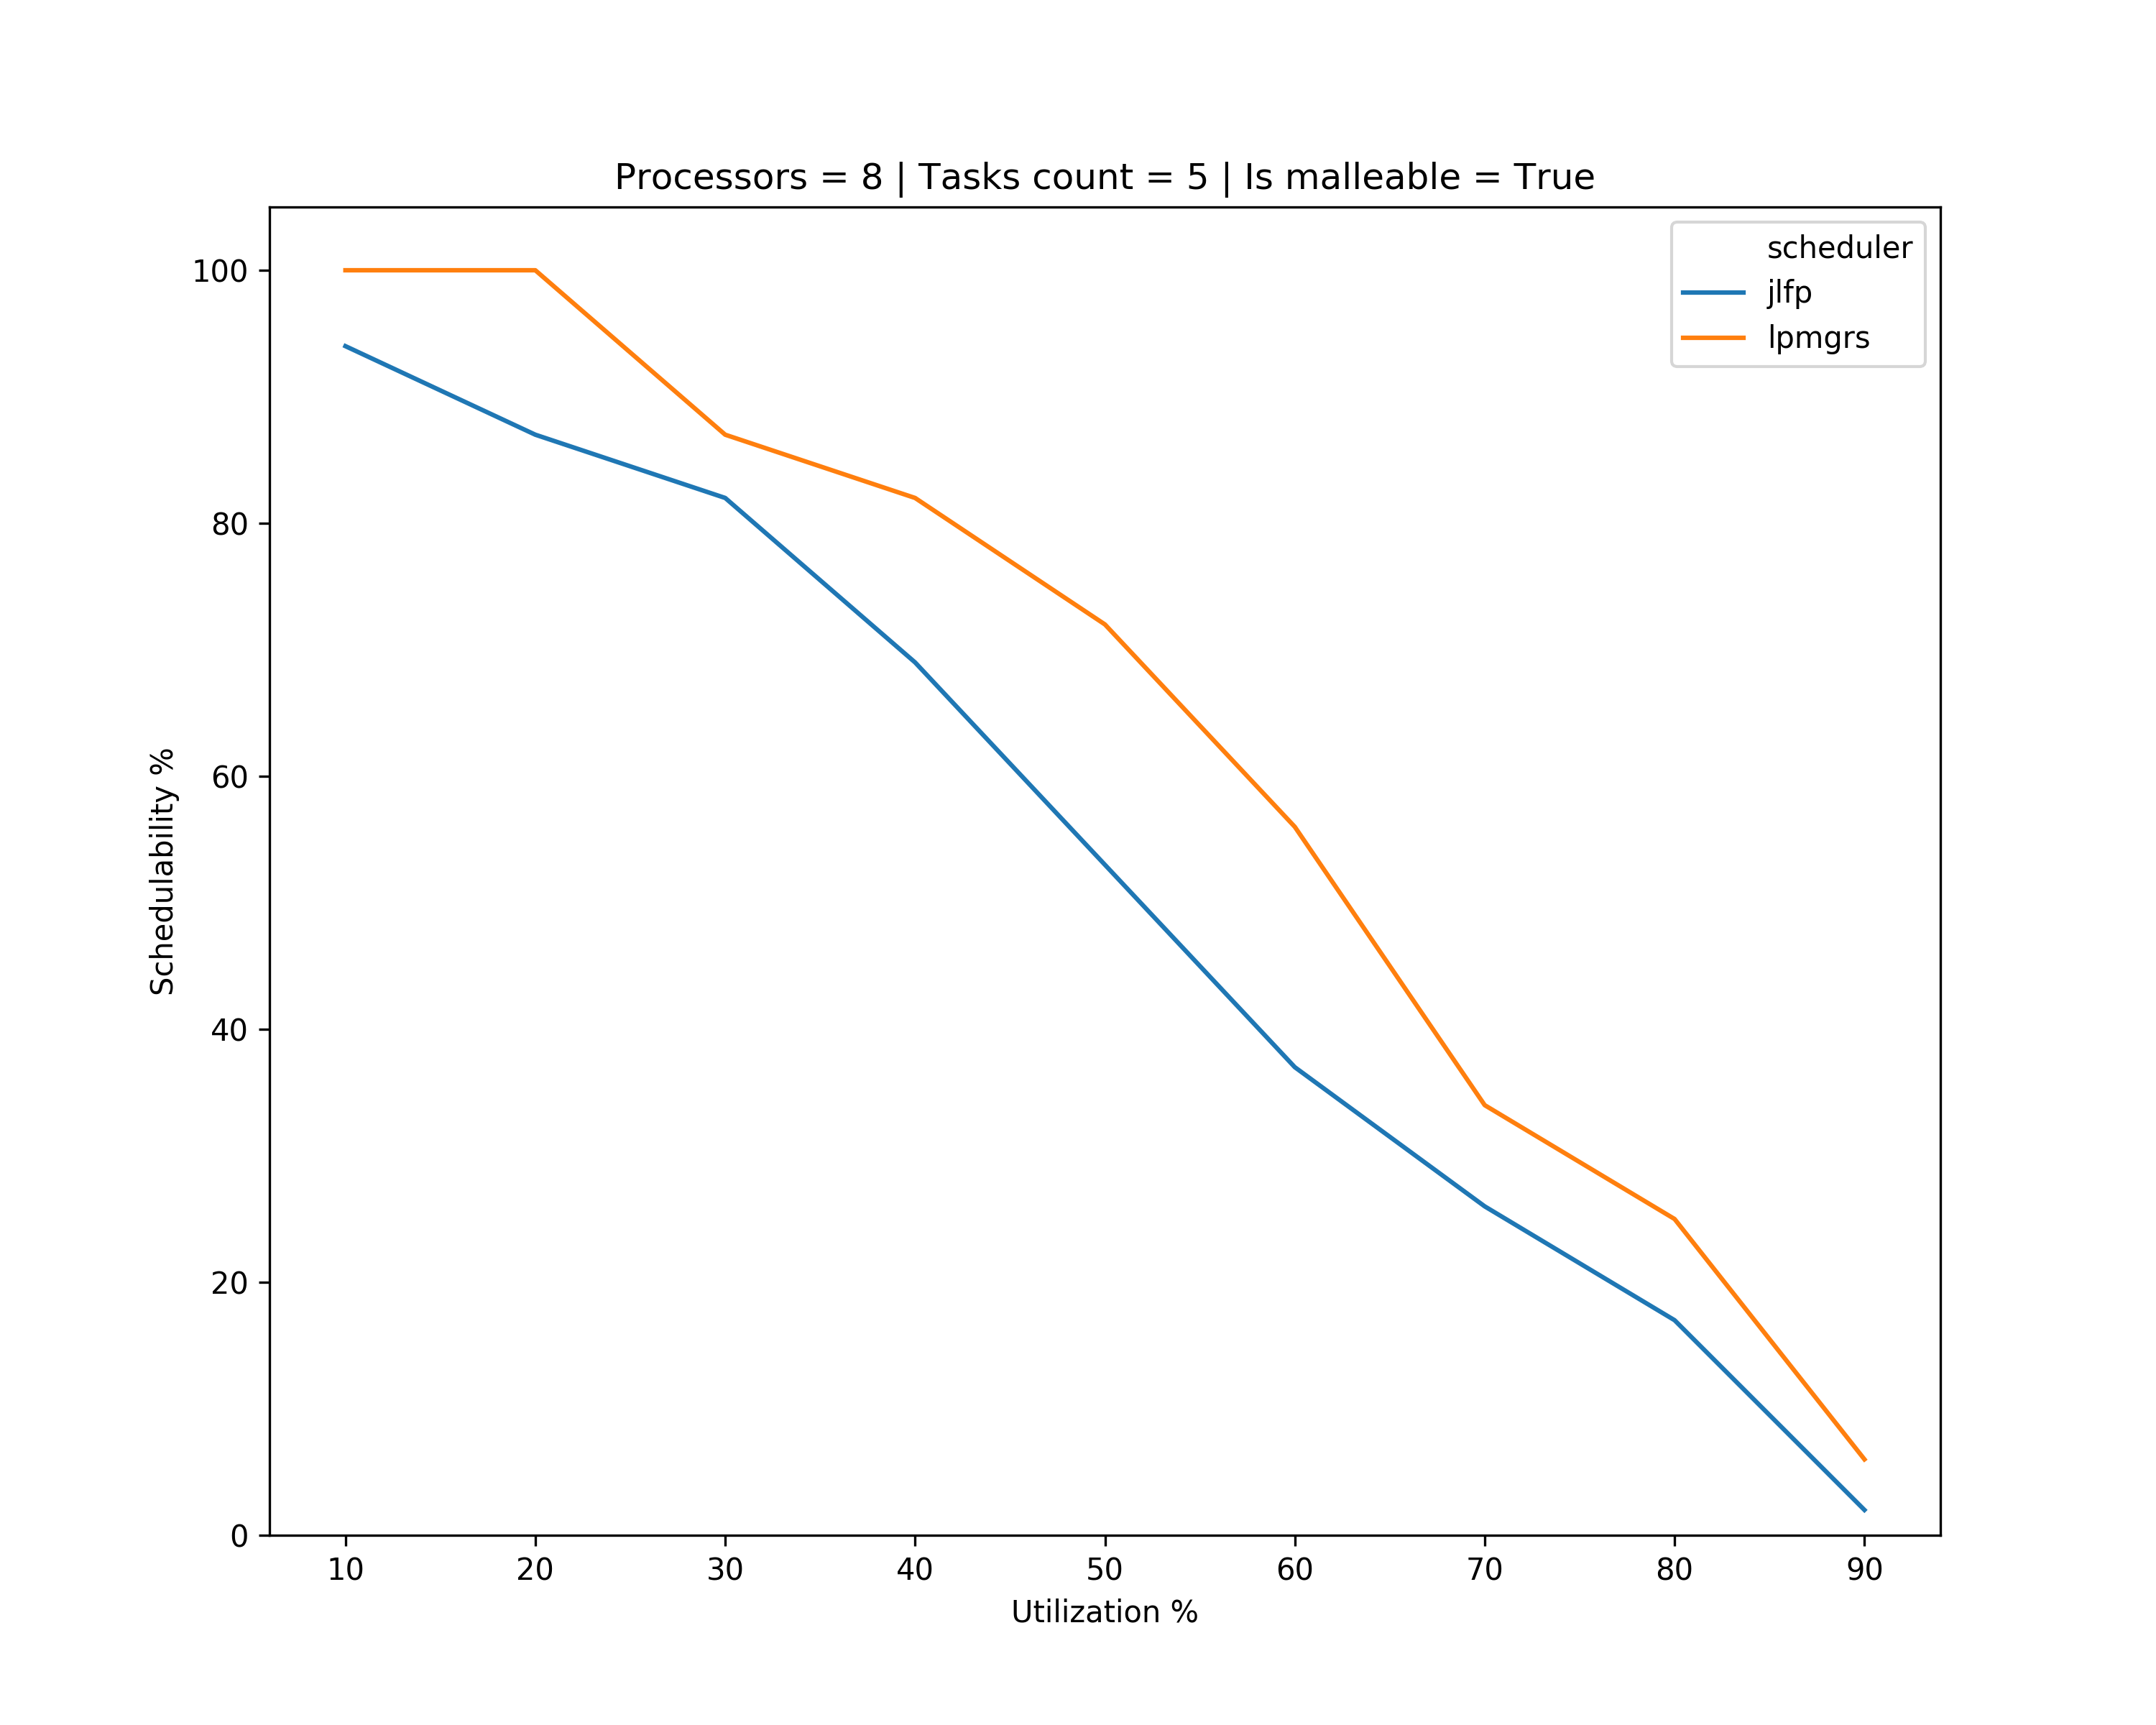 Processors = 8 | Tasks count = 5 | Is malleable = True
scheduler
jlfp
lpmgrs
Schedulability %
100
80
60
40
20
0
10 20 30 40 50 60 70 80 90
Utilization %